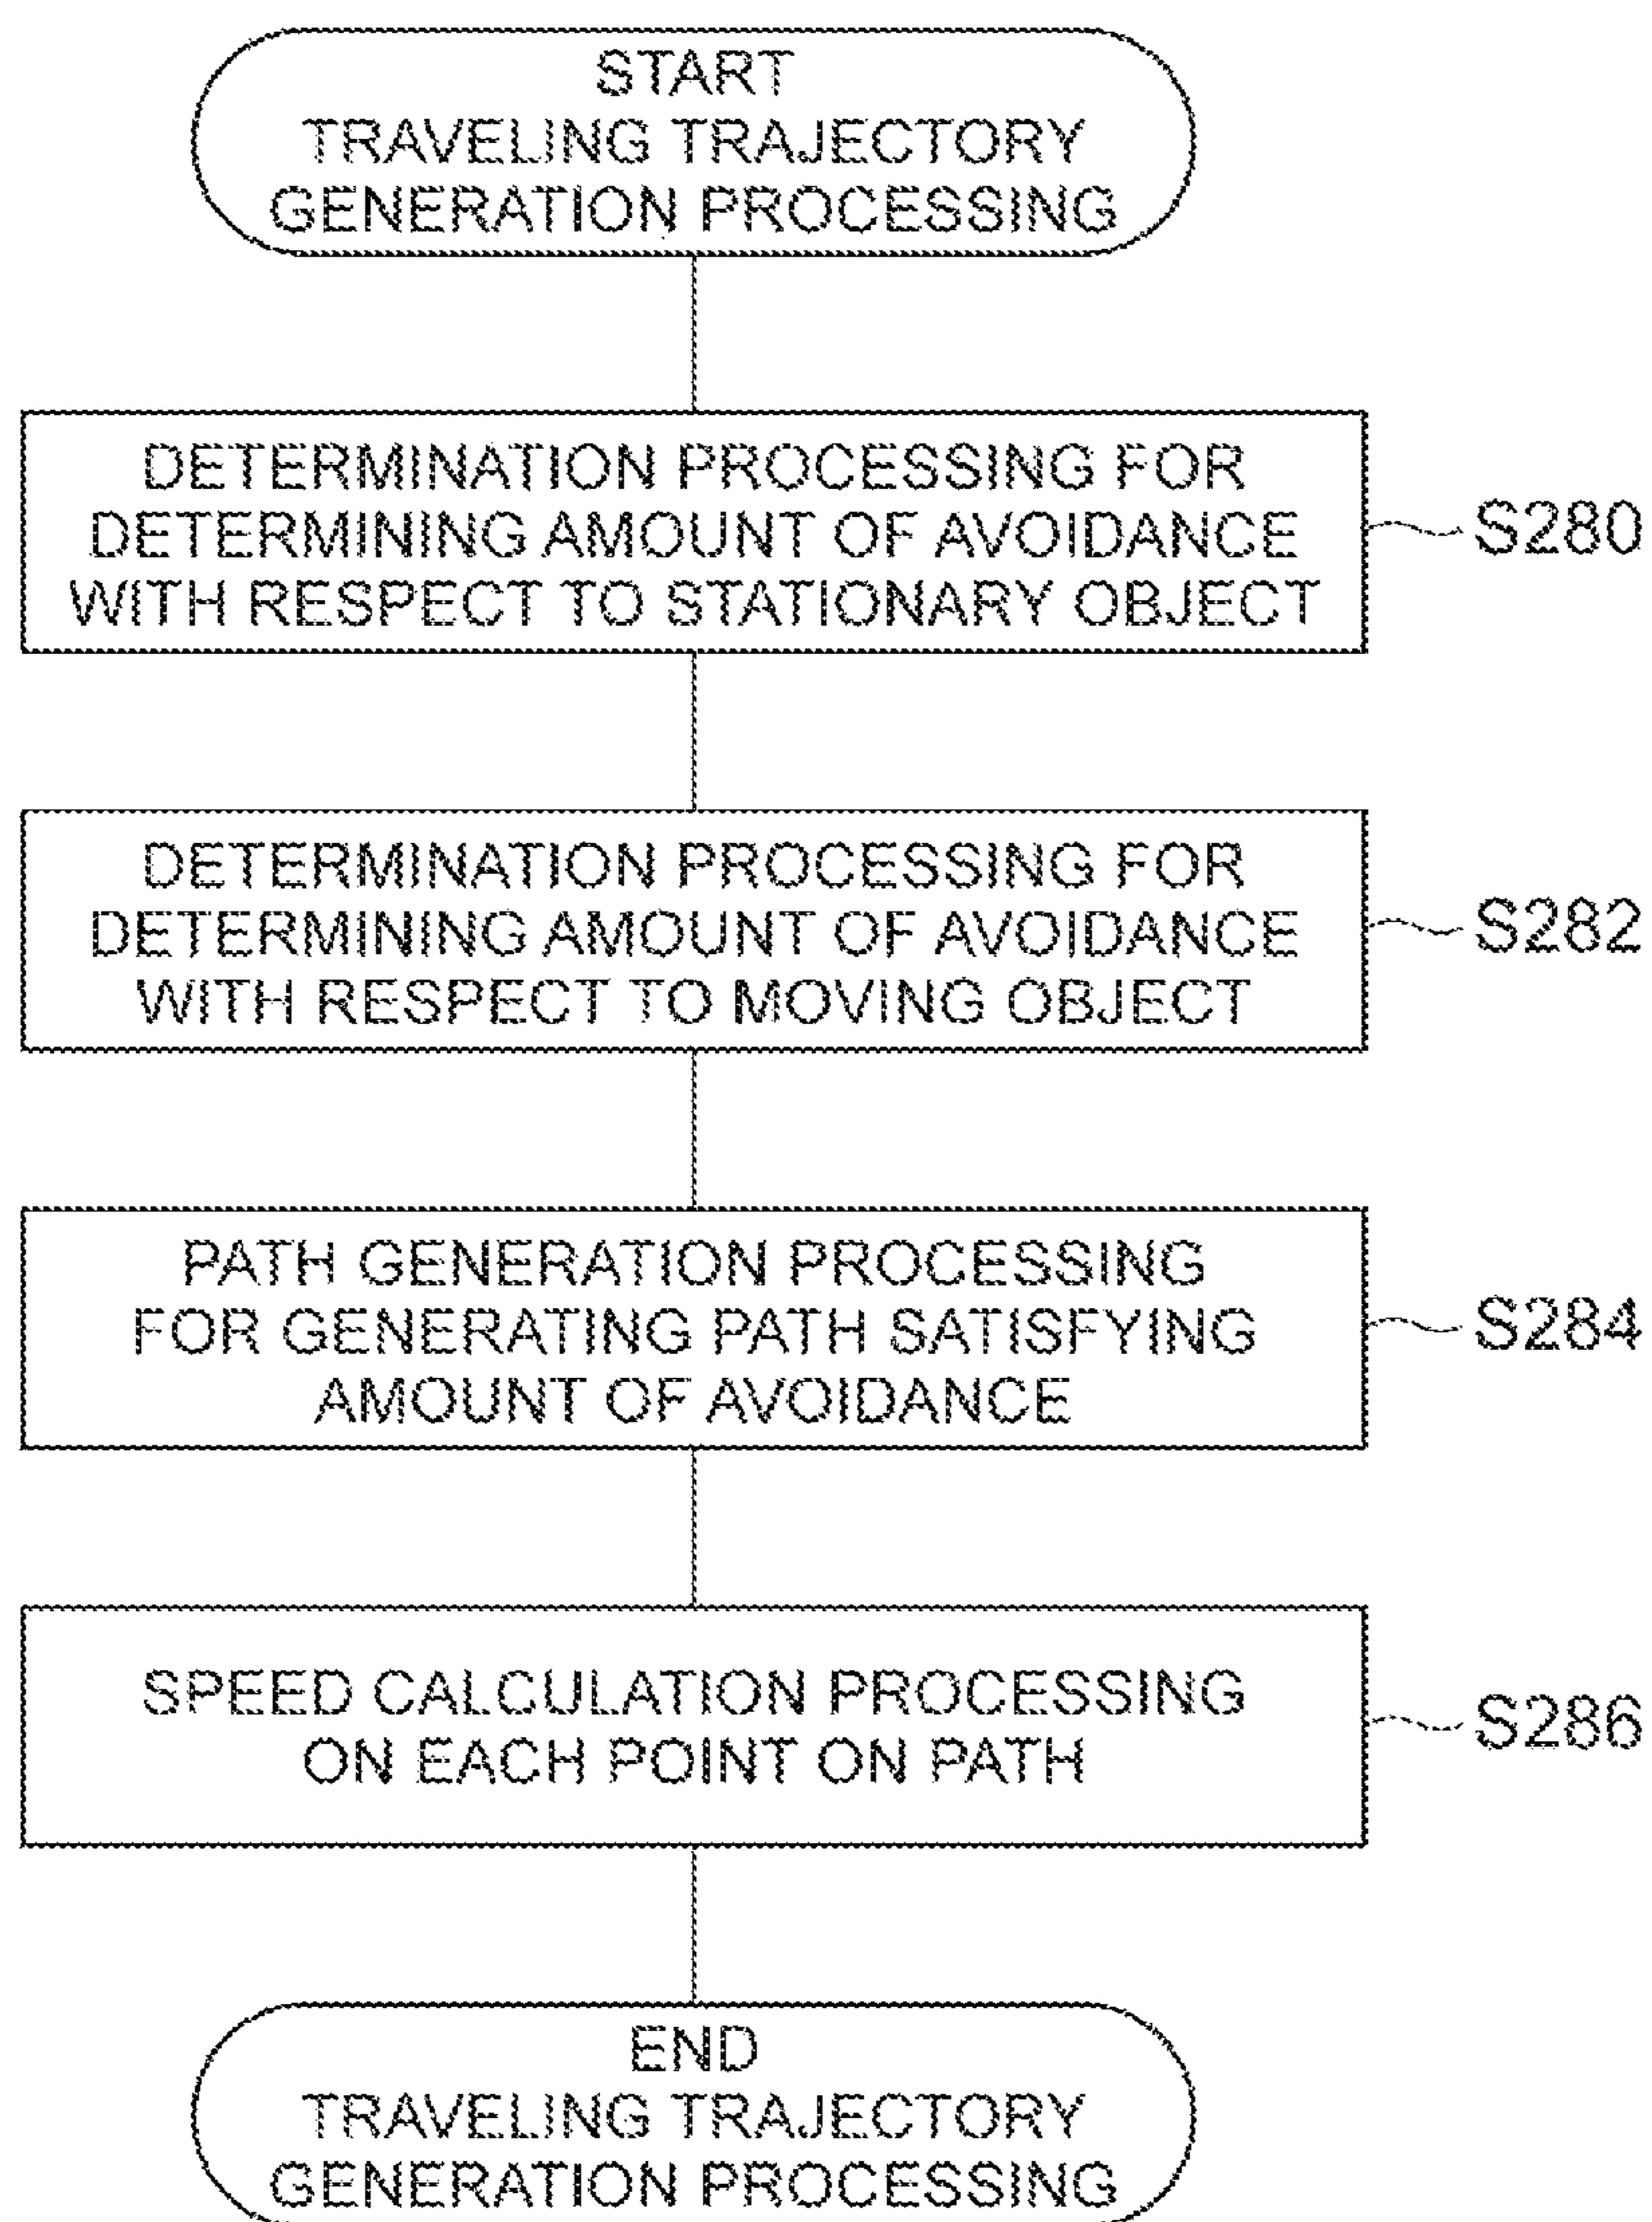 START
TRAVELING TRAJECTORY
GENERATION PROCESSING
DETERMINATION PROCESSING FOR
DETERMINING AMOUNT OF AVOIDANCE
WITH RESPECT TO STATIONARY OBJECT
S280
DETERMINATION PROCESSING FOR
DETERMINING AMOUNT OF AVOIDANCE
WITH RESPECT TO MOVING OBJECT
S282
PATH GENERATION PROCESSING
FOR GENERATING PATH SATISFYING
AMOUNT OF AVOIDANCE
S284
SPEED CALCULATION PROCESSING
ON EACH POINT ON PATH
S286
END
TRAVELING TRAJECTORY
GENERATION PROCESSING